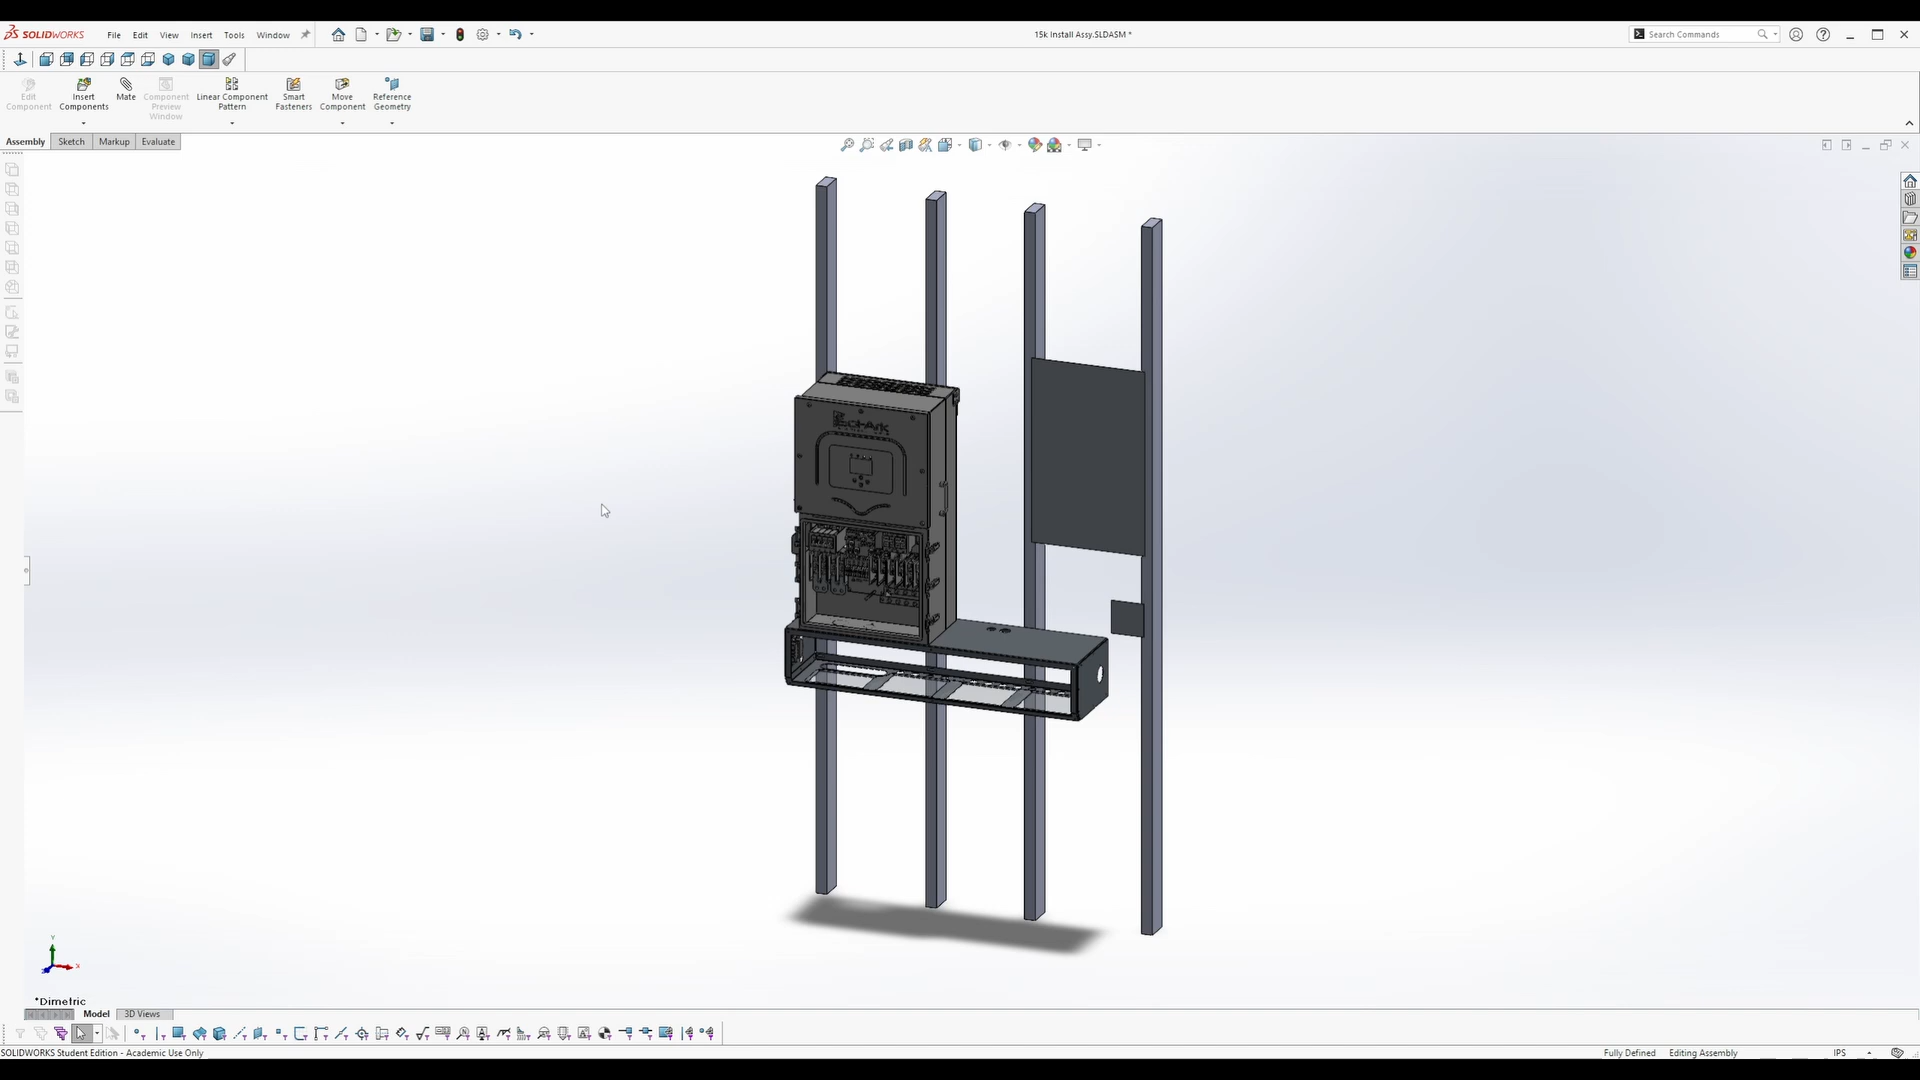 SOLIDWORKS File Edit View Insert Tools Window 15k Install Assy.SLDASM * Search Commands
Edit Component
Insert Components
Mate
Component Preview Window
Linear Component Pattern
Smart Fasteners
Move Component
Reference Geometry
Assembly Sketch Markup Evaluate
Sol-Ark
Y
X
*Dimetric
Model 3D Views
SOLIDWORKS Student Edition - Academic Use Only Fully Defined Editing Assembly IPS